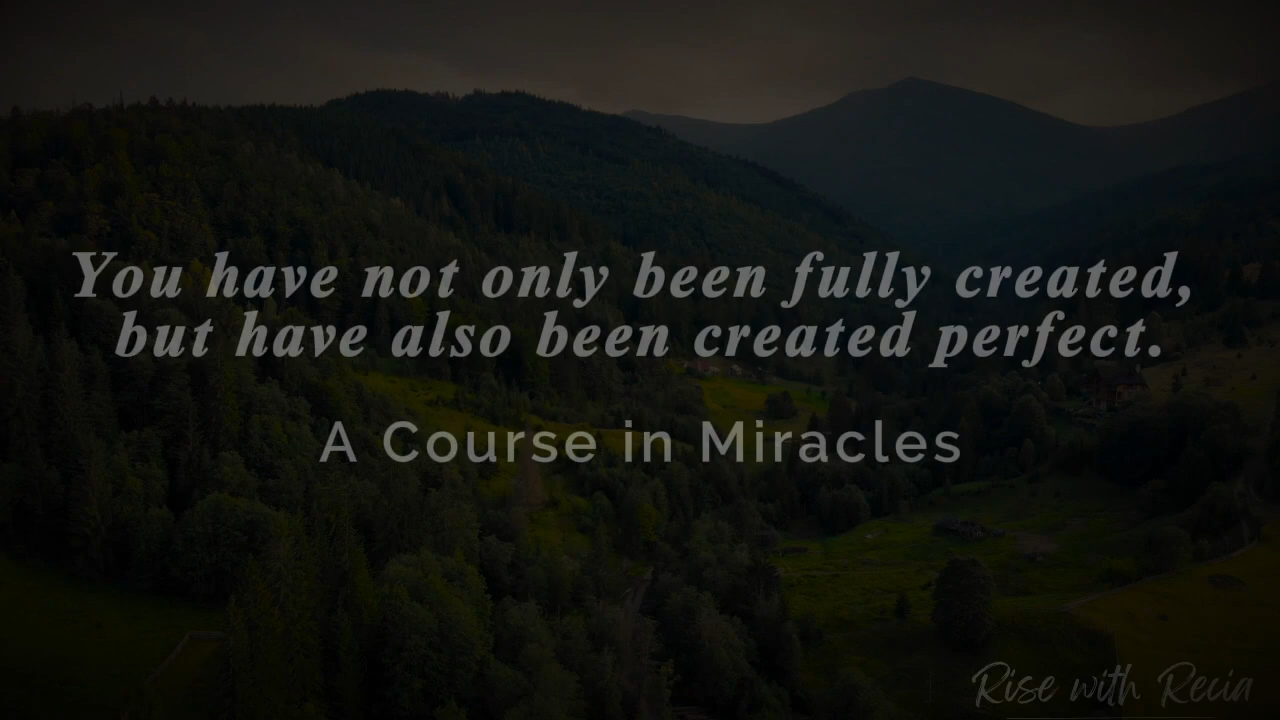 You have not only been fully created,
but have also been created perfect.
A Course in Miracles
Rise with Recia